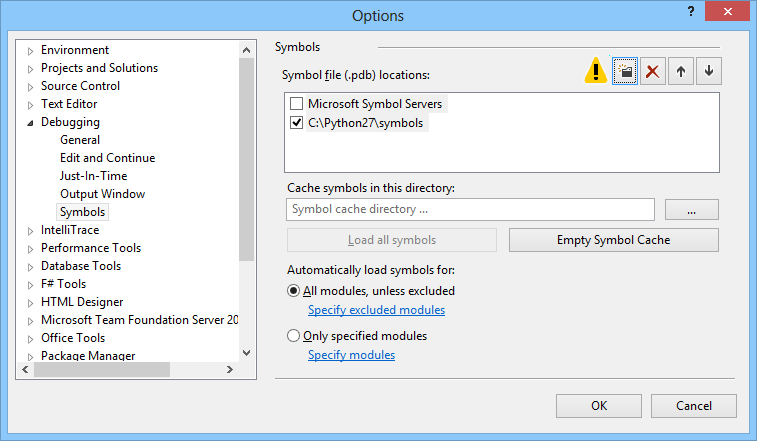 Options
?
Environment
Projects and Solutions
Source Control
Text Editor
Debugging
General
Edit and Continue
Just-In-Time
Output Window
Symbols
IntelliTrace
Performance Tools
Database Tools
F# Tools
HTML Designer
Microsoft Team Foundation Server 20
Office Tools
Package Manager
Symbols
Symbol file (.pdb) locations:
Microsoft Symbol Servers
C:\Python27\symbols
Cache symbols in this directory:
Symbol cache directory ...
...
Load all symbols
Empty Symbol Cache
Automatically load symbols for:
All modules, unless excluded
Specify excluded modules
Only specified modules
Specify modules
OK
Cancel